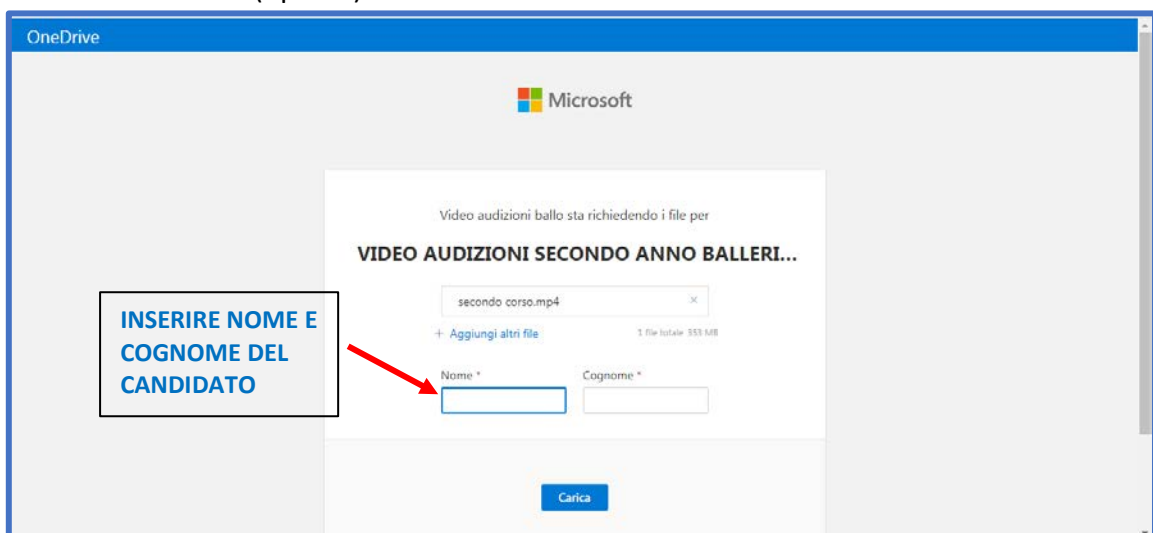 OneDrive
Microsoft
Video audizioni ballo sta richiedendo i file per
VIDEO AUDIZIONI SECONDO ANNO BALLERI...
secondo corso.mp4 ×
+ Aggiungi altri file 1 file totale 353 MB
INSERIRE NOME E
COGNOME DEL
CANDIDATO
Nome * Cognome *
Carica